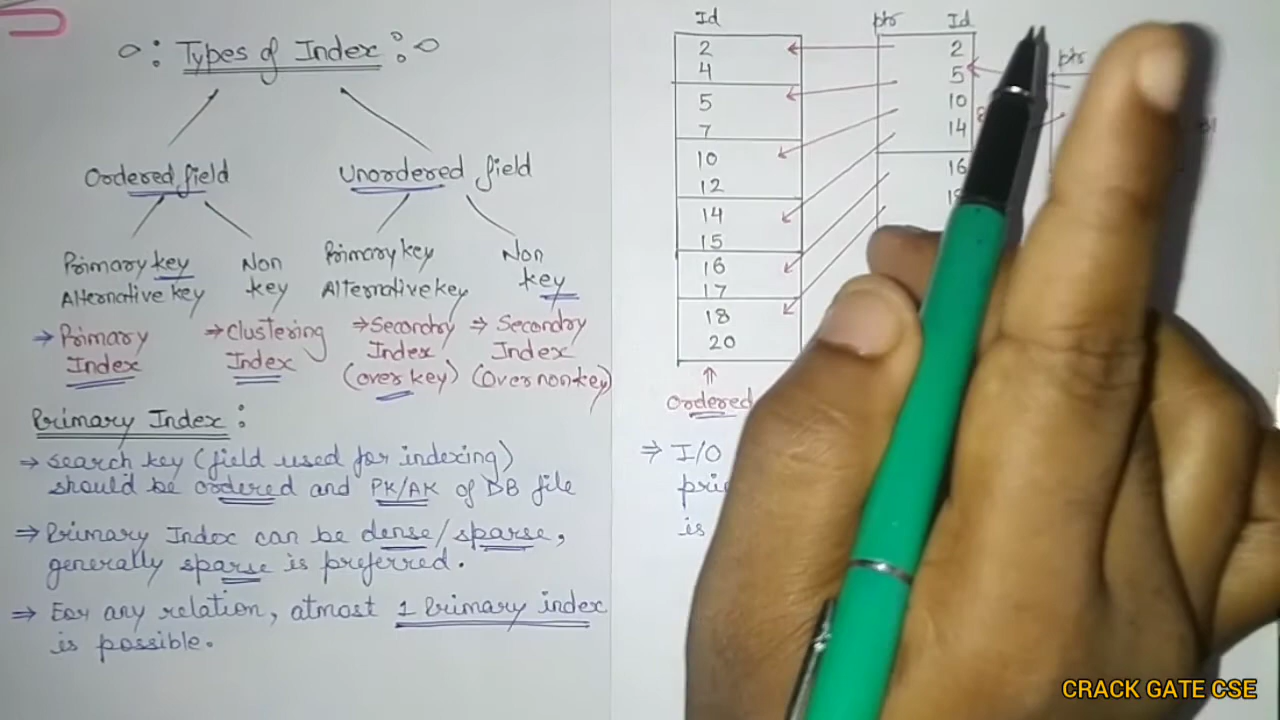 Types of Index
Ordered field
Unordered field
Primary key
Alternative key
Non
key
Primary key
Alternative key
Non
key
⇒ Primary
Index
⇒ Clustering
Index
⇒ Secondry
Index
(over key)
⇒ Secondry
Index
(Over non key)
Primary Index :
→ Search key (field used for indexing)
should be ordered and PK/AK of DB file
⇒ Primary Index can be dense/sparse,
generally sparse is preferred.
⇒ For any relation, atmost 1 Primary index
is possible.
Id
2
4
5
7
10
12
14
15
16
17
18
20
Ordered
ptr Id
2
5
10
14
16
ptr
⇒ I/O
is
CRACK GATE CSE